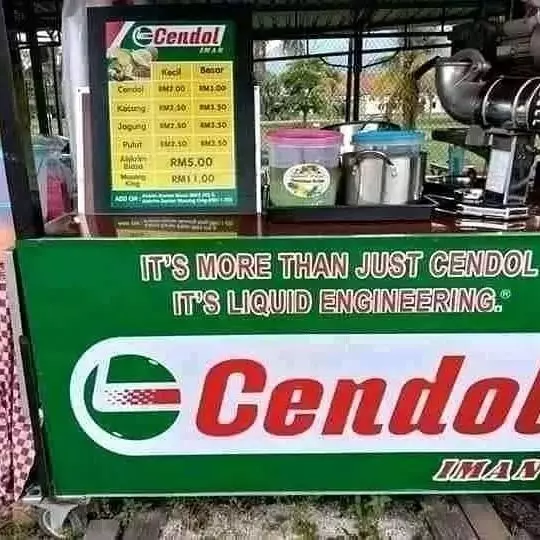 Cendol
IMAN
Kecil Besar
Cendol RM2.00 RM3.00
Kacang RM2.50 RM3.50
Jagung RM2.50 RM3.50
Pulut RM2.50 RM3.50
Biasa RM5.00
Musang King RM11.00
ADD ON
IT'S MORE THAN JUST CENDOL
IT'S LIQUID ENGINEERING.®
Cendol
IMAN